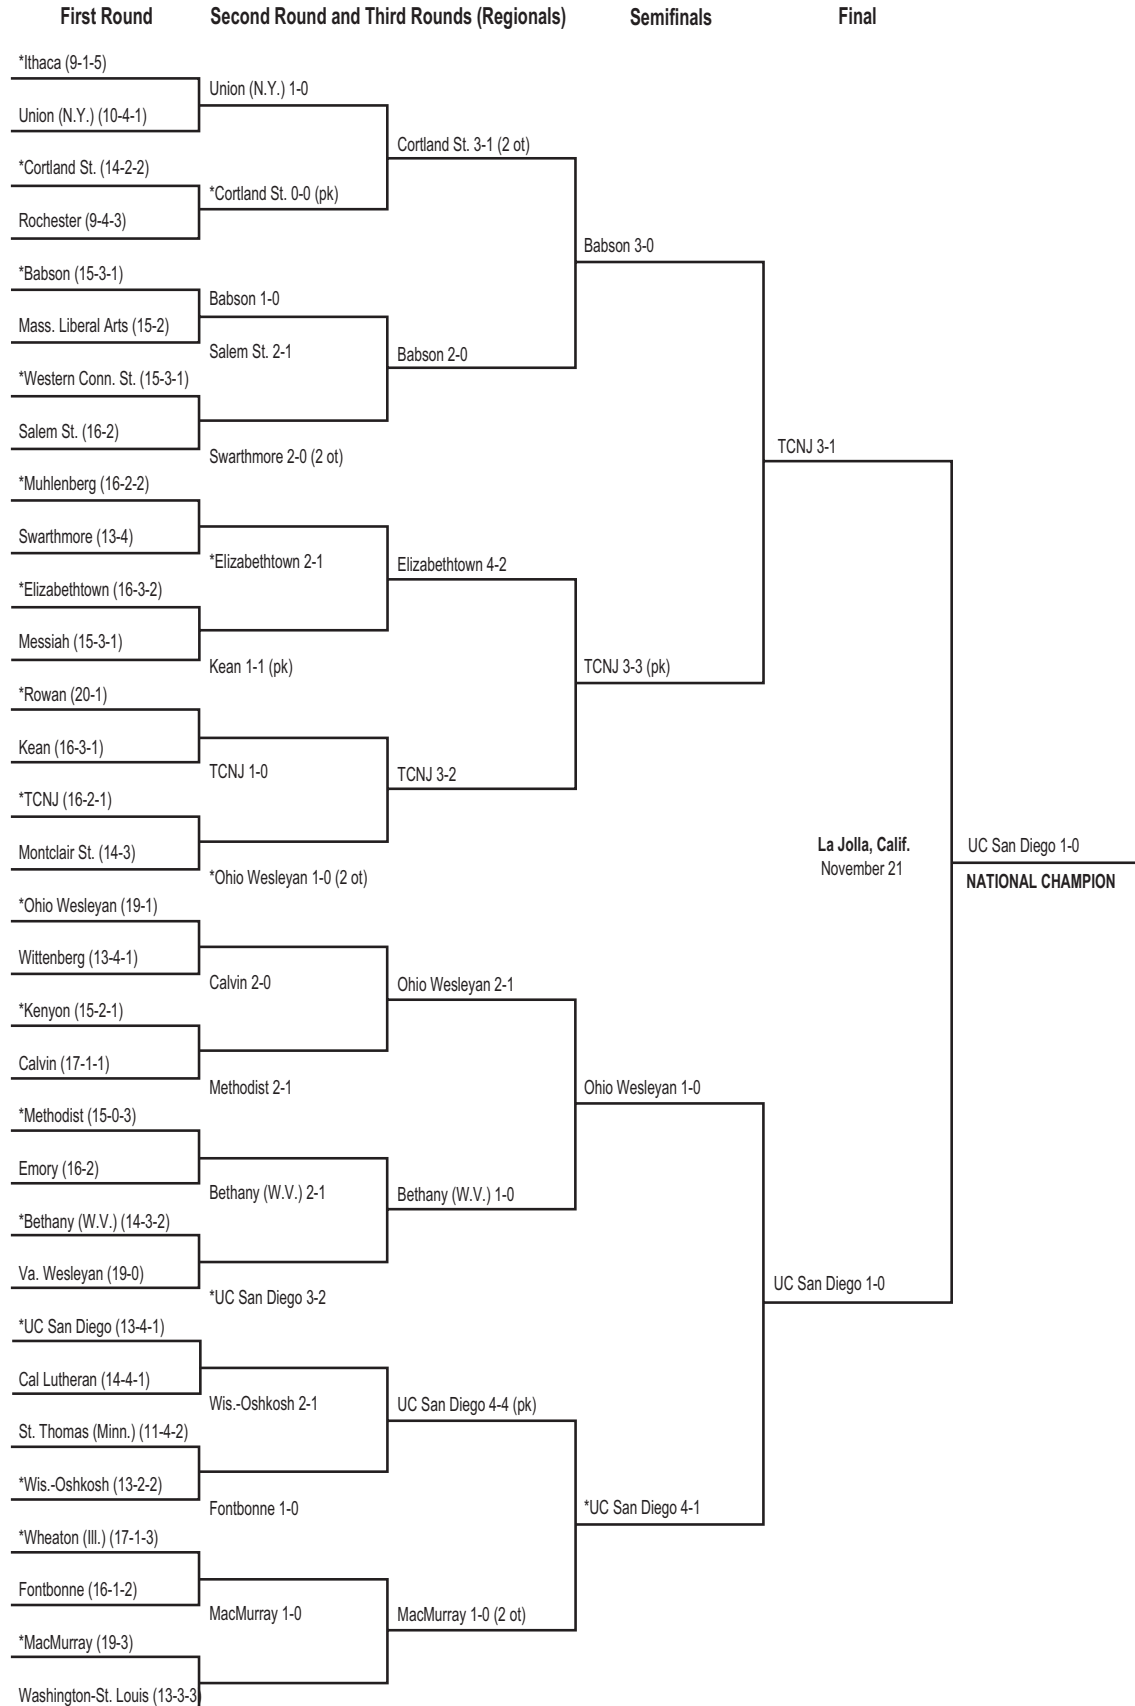 First Round Second Round and Third Rounds (Regionals) Semifinals Final
*Ithaca (9-1-5)
Union (N.Y.) (10-4-1)
*Cortland St. (14-2-2)
Rochester (9-4-3)
*Babson (15-3-1)
Mass. Liberal Arts (15-2)
*Western Conn. St. (15-3-1)
Salem St. (16-2)
*Muhlenberg (16-2-2)
Swarthmore (13-4)
*Elizabethtown (16-3-2)
Messiah (15-3-1)
*Rowan (20-1)
Kean (16-3-1)
*TCNJ (16-2-1)
Montclair St. (14-3)
*Ohio Wesleyan (19-1)
Wittenberg (13-4-1)
*Kenyon (15-2-1)
Calvin (17-1-1)
*Methodist (15-0-3)
Emory (16-2)
*Bethany (W.V.) (14-3-2)
Va. Wesleyan (19-0)
*UC San Diego (13-4-1)
Cal Lutheran (14-4-1)
St. Thomas (Minn.) (11-4-2)
*Wis.-Oshkosh (13-2-2)
*Wheaton (Ill.) (17-1-3)
Fontbonne (16-1-2)
*MacMurray (19-3)
Washington-St. Louis (13-3-3)
Union (N.Y.) 1-0
*Cortland St. 0-0 (pk)
Babson 1-0
Salem St. 2-1
Swarthmore 2-0 (2 ot)
*Elizabethtown 2-1
Kean 1-1 (pk)
TCNJ 1-0
*Ohio Wesleyan 1-0 (2 ot)
Calvin 2-0
Methodist 2-1
Bethany (W.V.) 2-1
*UC San Diego 3-2
Wis.-Oshkosh 2-1
Fontbonne 1-0
MacMurray 1-0
Cortland St. 3-1 (2 ot)
Babson 2-0
Elizabethtown 4-2
TCNJ 3-2
Ohio Wesleyan 2-1
Bethany (W.V.) 1-0
UC San Diego 4-4 (pk)
MacMurray 1-0 (2 ot)
Babson 3-0
TCNJ 3-3 (pk)
Ohio Wesleyan 1-0
*UC San Diego 4-1
TCNJ 3-1
UC San Diego 1-0
La Jolla, Calif.
November 21
UC San Diego 1-0
NATIONAL CHAMPION